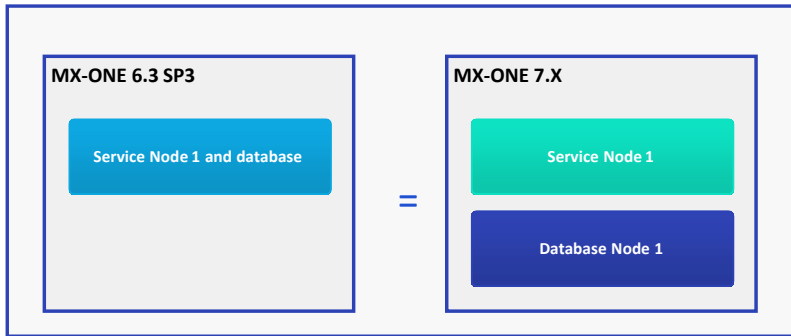 MX-ONE 6.3 SP3
Service Node 1 and database
=
MX-ONE 7.X
Service Node 1
Database Node 1